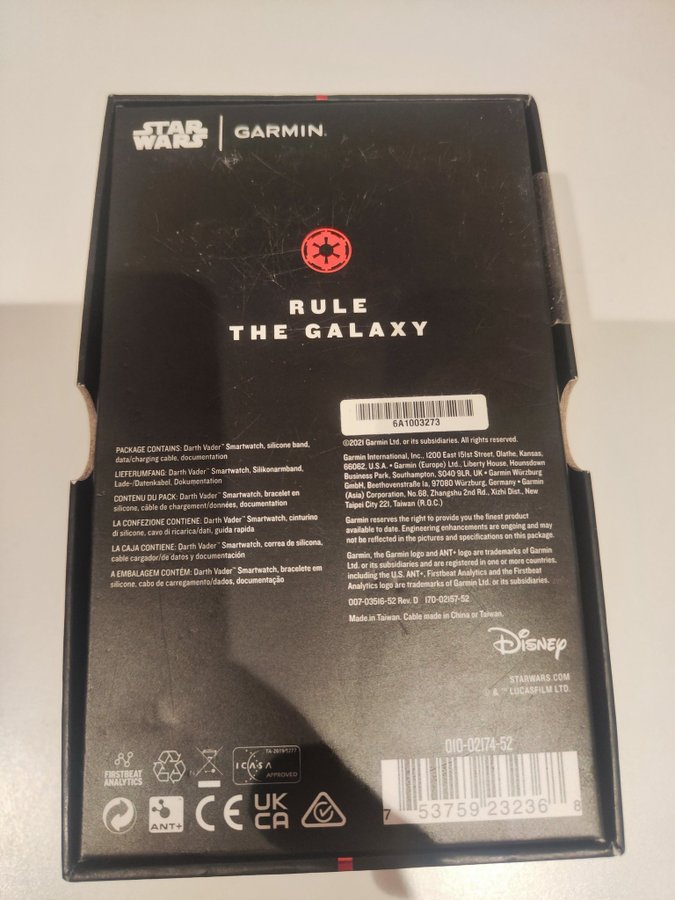 STAR WARS | GARMIN.
RULE
THE GALAXY
6A1003273
PACKAGE CONTAINS: Darth Vader™ Smartwatch, silicone band,
data/charging cable, documentation
LIEFERUMFANG: Darth Vader™ Smartwatch, Silikonarmband,
Lade-/Datenkabel, Dokumentation
CONTENU DU PACK: Darth Vader™ Smartwatch, bracelet en
silicone, câble de chargement/données, documentation
LA CONFEZIONE CONTIENE: Darth Vader™ Smartwatch, cinturino
di silicone, cavo di ricarica/dati, guida rapida
LA CAJA CONTIENE: Darth Vader™ Smartwatch, correa de silicona,
cable cargador/de datos y documentación
A EMBALAGEM CONTÉM: Darth Vader™ Smartwatch, bracelete em
silicone, cabo de carregamento/dados, documentação
©2021 Garmin Ltd. or its subsidiaries. All rights reserved.
Garmin International, Inc., 1200 East 151st Street, Olathe, Kansas,
66062, U.S.A. • Garmin (Europe) Ltd., Liberty House, Hounsdown
Business Park, Southampton, SO40 9LR, UK • Garmin Würzburg
GmbH, Beethovenstraße 1a, 97080 Würzburg, Germany • Garmin
(Asia) Corporation, No.68, Zhangshu 2nd Rd., Xizhi Dist., New
Taipei City 221, Taiwan (R.O.C.)
Garmin reserves the right to provide you the finest product
available to date. Engineering enhancements are ongoing and may
not be reflected in the pictures and specifications on this package.
Garmin, the Garmin logo and ANT+ logo are trademarks of Garmin
Ltd. or its subsidiaries and are registered in one or more countries,
including the U.S. ANT+, Firstbeat Analytics and the Firstbeat
Analytics logo are trademarks of Garmin Ltd. or its subsidiaries.
007-03516-52 Rev. D 170-02157-52
Made in Taiwan. Cable made in China or Taiwan.
Disney
STARWARS.COM
© & ™ LUCASFILM LTD.
FIRSTBEAT
ANALYTICS
ICASA
APPROVED
ANT+
CE
UK
CA
010-02174-52
7 53759 23236 8